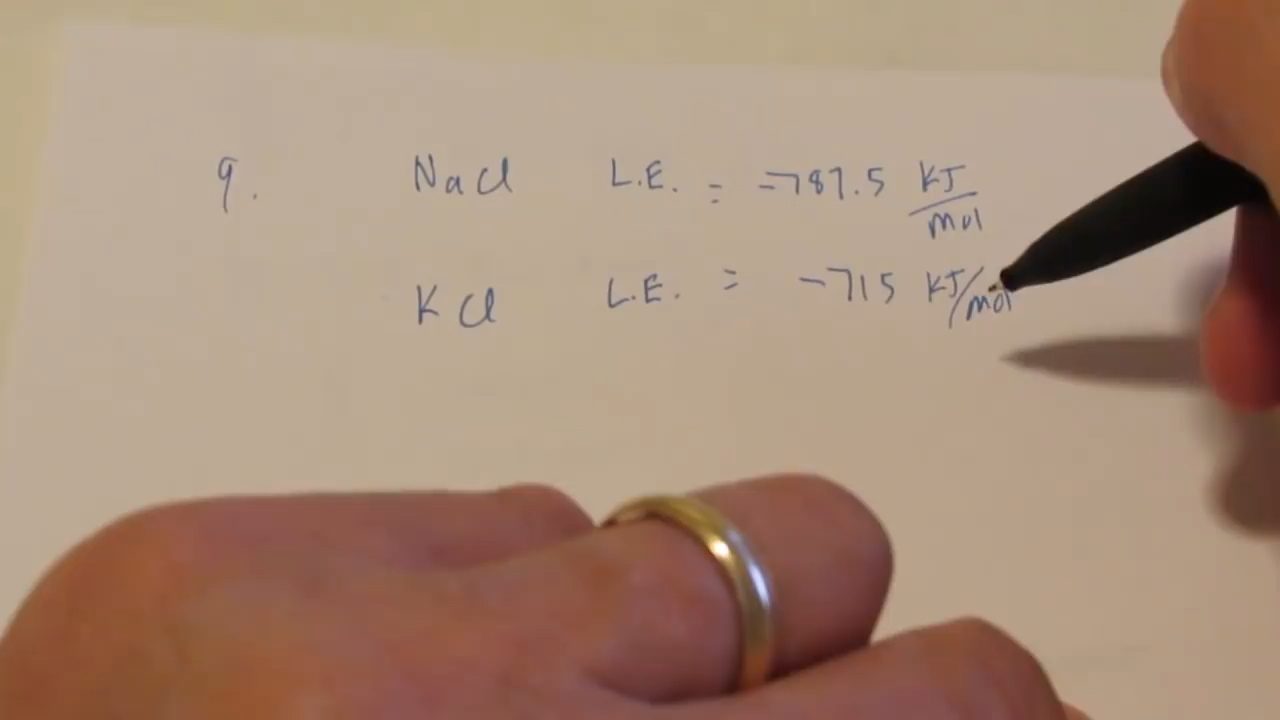 9. NaCl L.E. = -787.5 KJ/mol
KCl L.E. = -715 KJ/mol